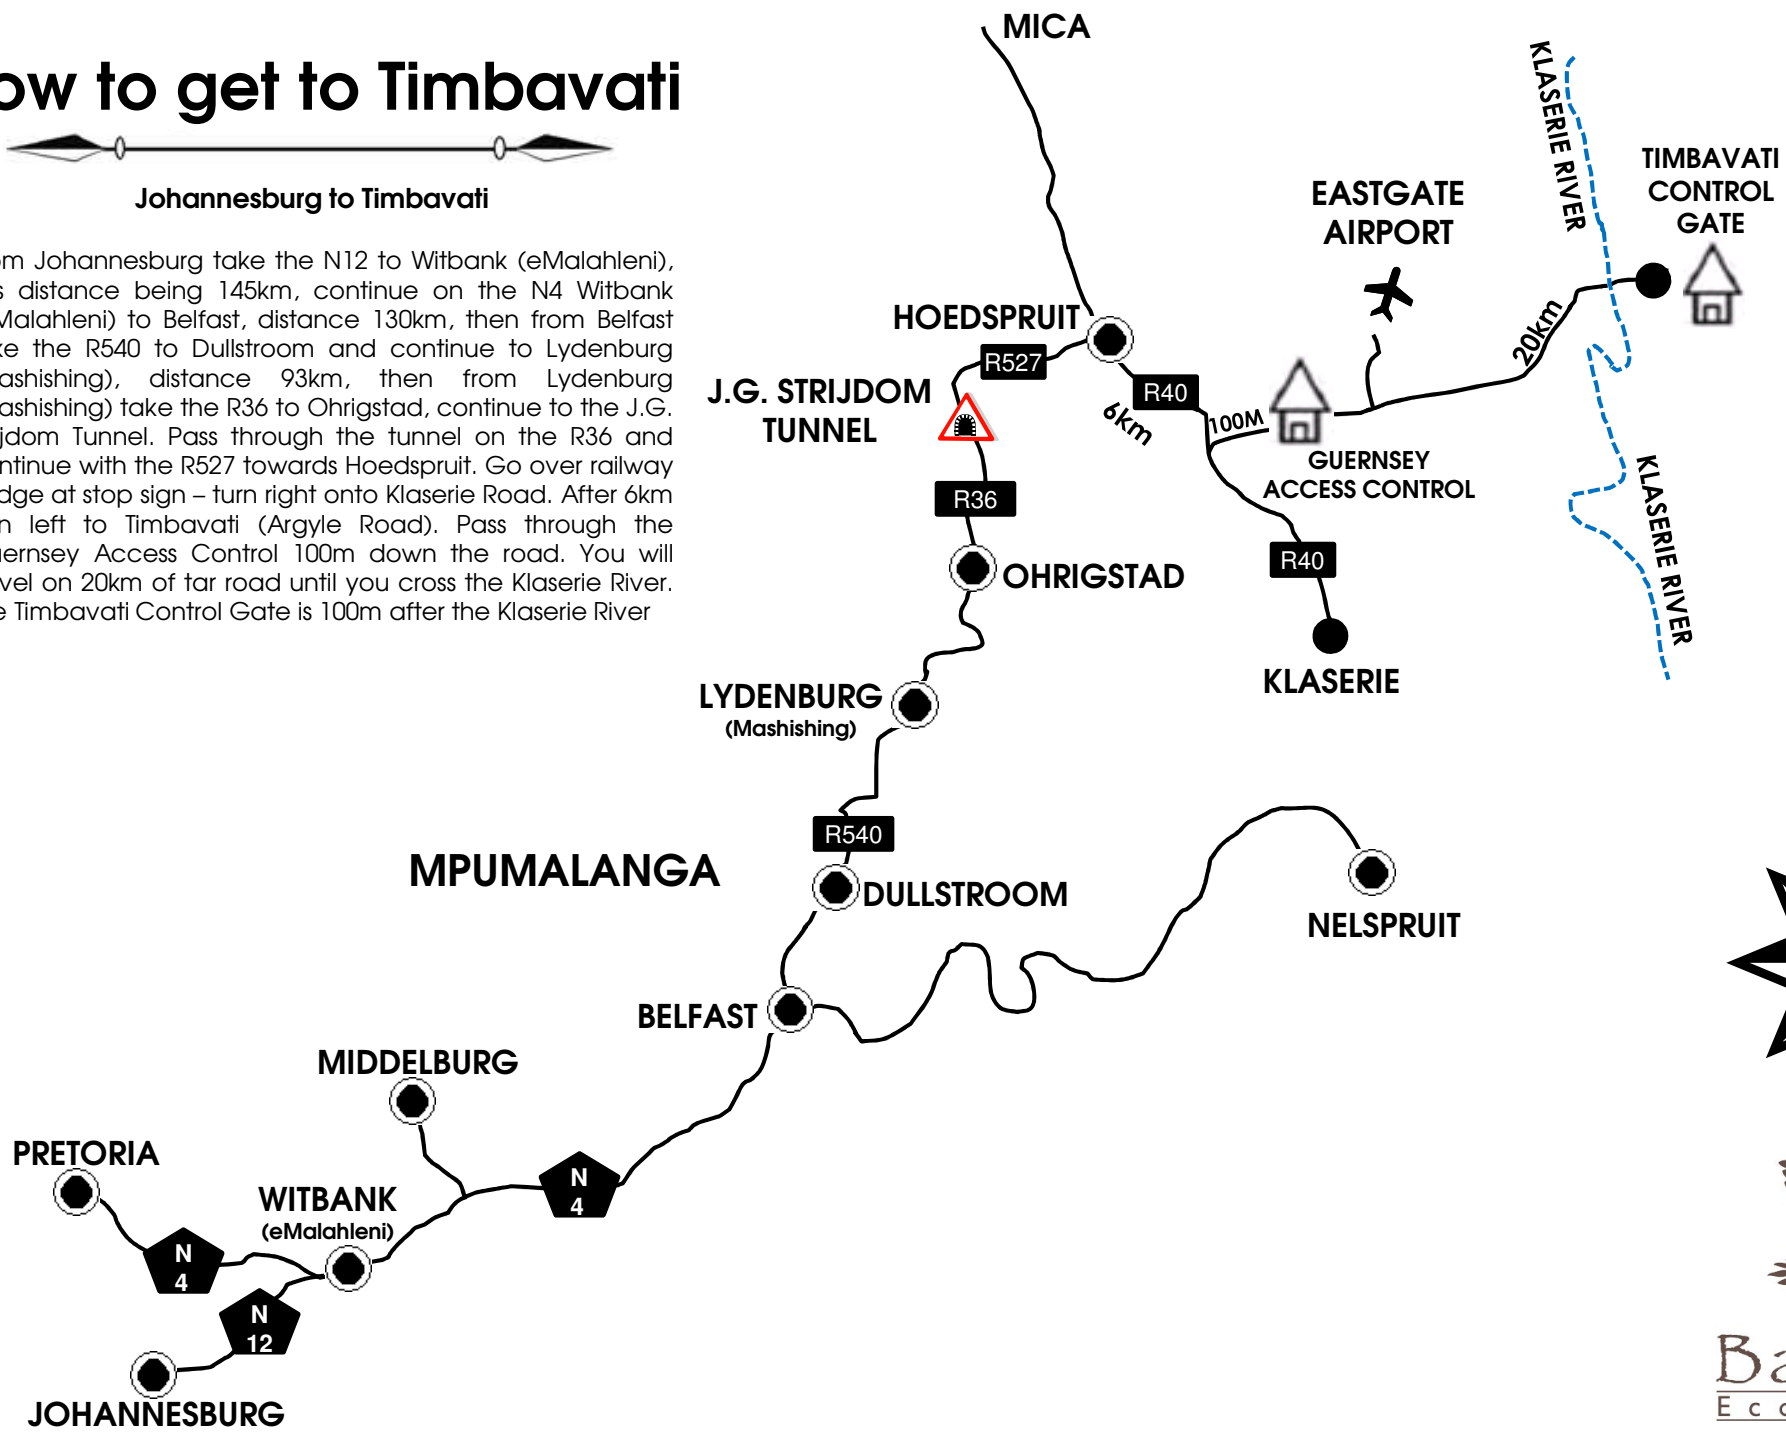 ow to get to Timbavati
Johannesburg to Timbavati
om Johannesburg take the N12 to Witbank (eMalahleni),
s distance being 145km, continue on the N4 Witbank
Malahleni) to Belfast, distance 130km, then from Belfast
ke the R540 to Dullstroom and continue to Lydenburg
ashishing), distance 93km, then from Lydenburg
ashishing) take the R36 to Ohrigstad, continue to the J.G.
ijdom Tunnel. Pass through the tunnel on the R36 and
ntinue with the R527 towards Hoedspruit. Go over railway
dge at stop sign – turn right onto Klaserie Road. After 6km
n left to Timbavati (Argyle Road). Pass through the
uernsey Access Control 100m down the road. You will
vel on 20km of tar road until you cross the Klaserie River.
e Timbavati Control Gate is 100m after the Klaserie River
MICA
KLASERIE RIVER
TIMBAVATI
CONTROL
GATE
EASTGATE
AIRPORT
HOEDSPRUIT
R527
20km
J.G. STRIJDOM
TUNNEL
R40
6km
100M
GUERNSEY
ACCESS CONTROL
R36
KLASERIE RIVER
R40
OHRIGSTAD
KLASERIE
LYDENBURG
(Mashishing)
R540
MPUMALANGA
DULLSTROOM
NELSPRUIT
BELFAST
MIDDELBURG
PRETORIA
N
4
WITBANK
(eMalahleni)
N
4
N
12
JOHANNESBURG
Ba
Eco